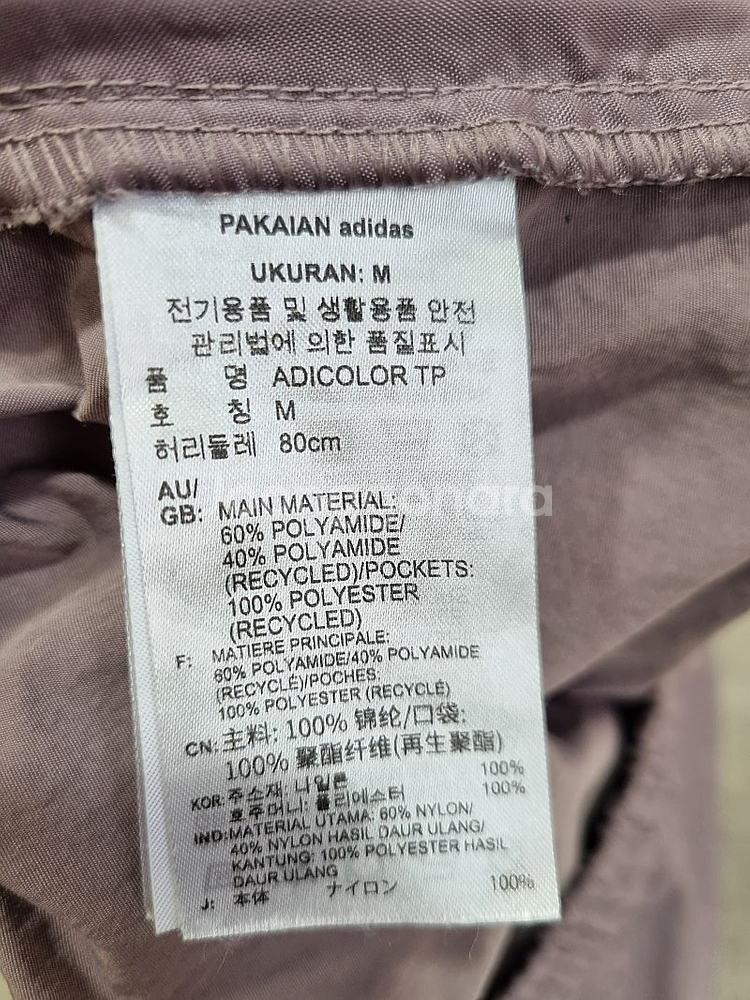 PAKAIAN adidas
UKURAN: M
전기용품 및 생활용품 안전
관리법에 의한 품질표시
품 명 ADICOLOR TP
호 칭 M
허리둘레 80cm
AU/
GB: MAIN MATERIAL:
60% POLYAMIDE/
40% POLYAMIDE
(RECYCLED)/POCKETS:
100% POLYESTER
(RECYCLED)
F: MATIERE PRINCIPALE:
60% POLYAMIDE/40% POLYAMIDE
(RECYCLÉ)/POCHES:
100% POLYESTER (RECYCLÉ)
CN: 主料: 100% 锦纶/口袋:
100% 聚酯纤维(再生聚酯)
KOR: 주소재: 나일론 100%
호주머니: 폴리에스터 100%
IND: MATERIAL UTAMA: 60% NYLON/
40% NYLON HASIL DAUR ULANG/
KANTUNG: 100% POLYESTER HASIL
DAUR ULANG
J: 本体 ナイロン 100%